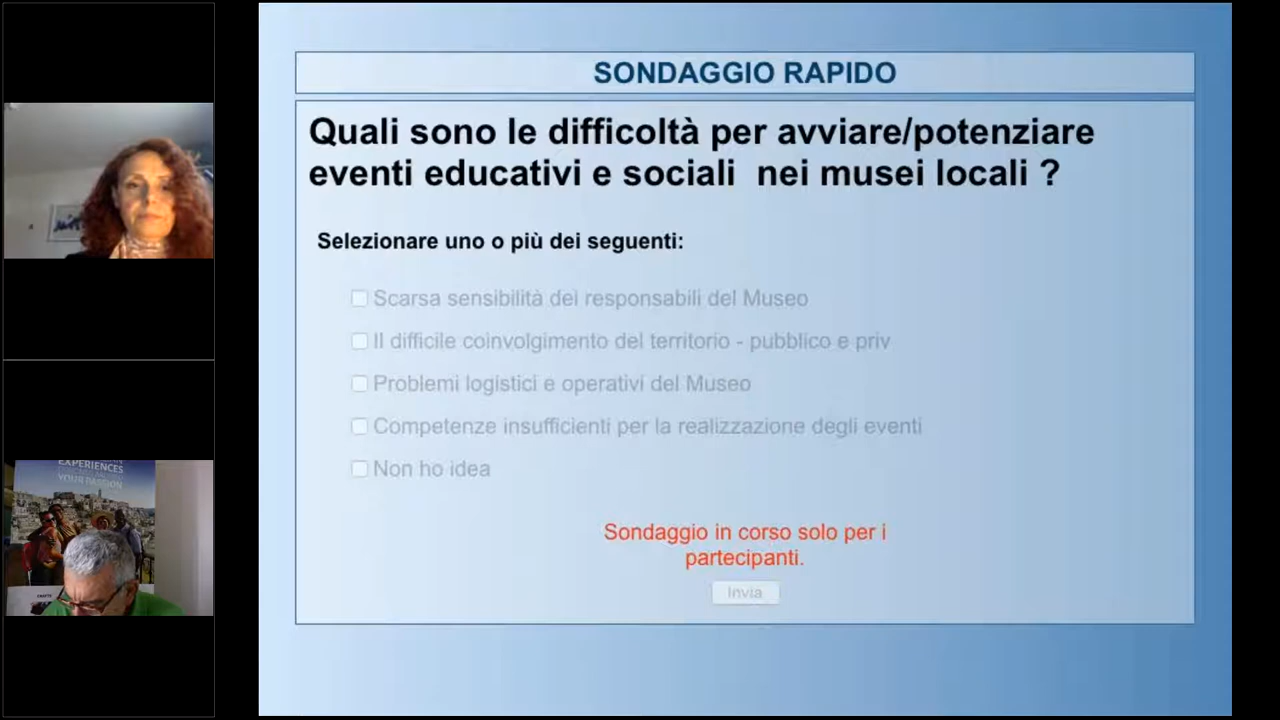 SONDAGGIO RAPIDO
Quali sono le difficoltà per avviare/potenziare
eventi educativi e sociali nei musei locali ?
Selezionare uno o più dei seguenti:
Scarsa sensibilità dei responsabili del Museo
Il difficile coinvolgimento del territorio - pubblico e priv
Problemi logistici e operativi del Museo
Competenze insufficienti per la realizzazione degli eventi
Non ho idea
Sondaggio in corso solo per i
partecipanti.
Invia
EXPERIENCES
YOUR PASSION